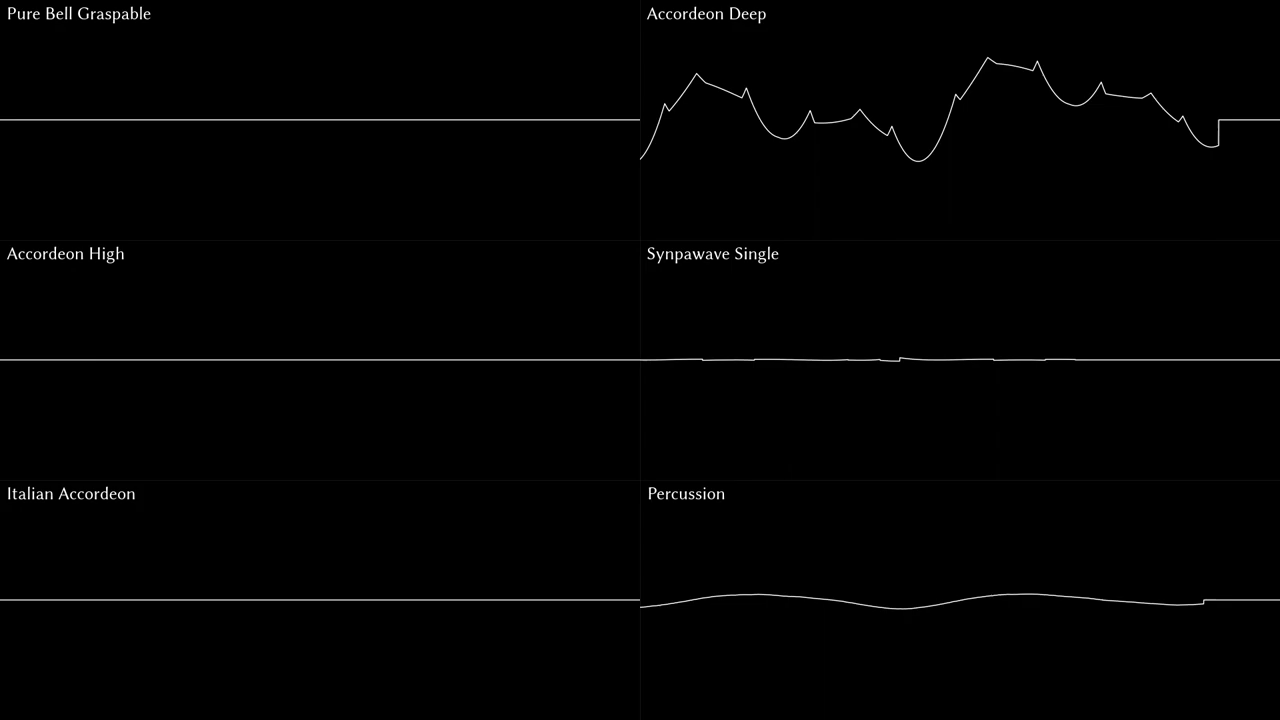 Pure Bell Graspable
Accordeon Deep
Accordeon High
Synpawave Single
Italian Accordeon
Percussion